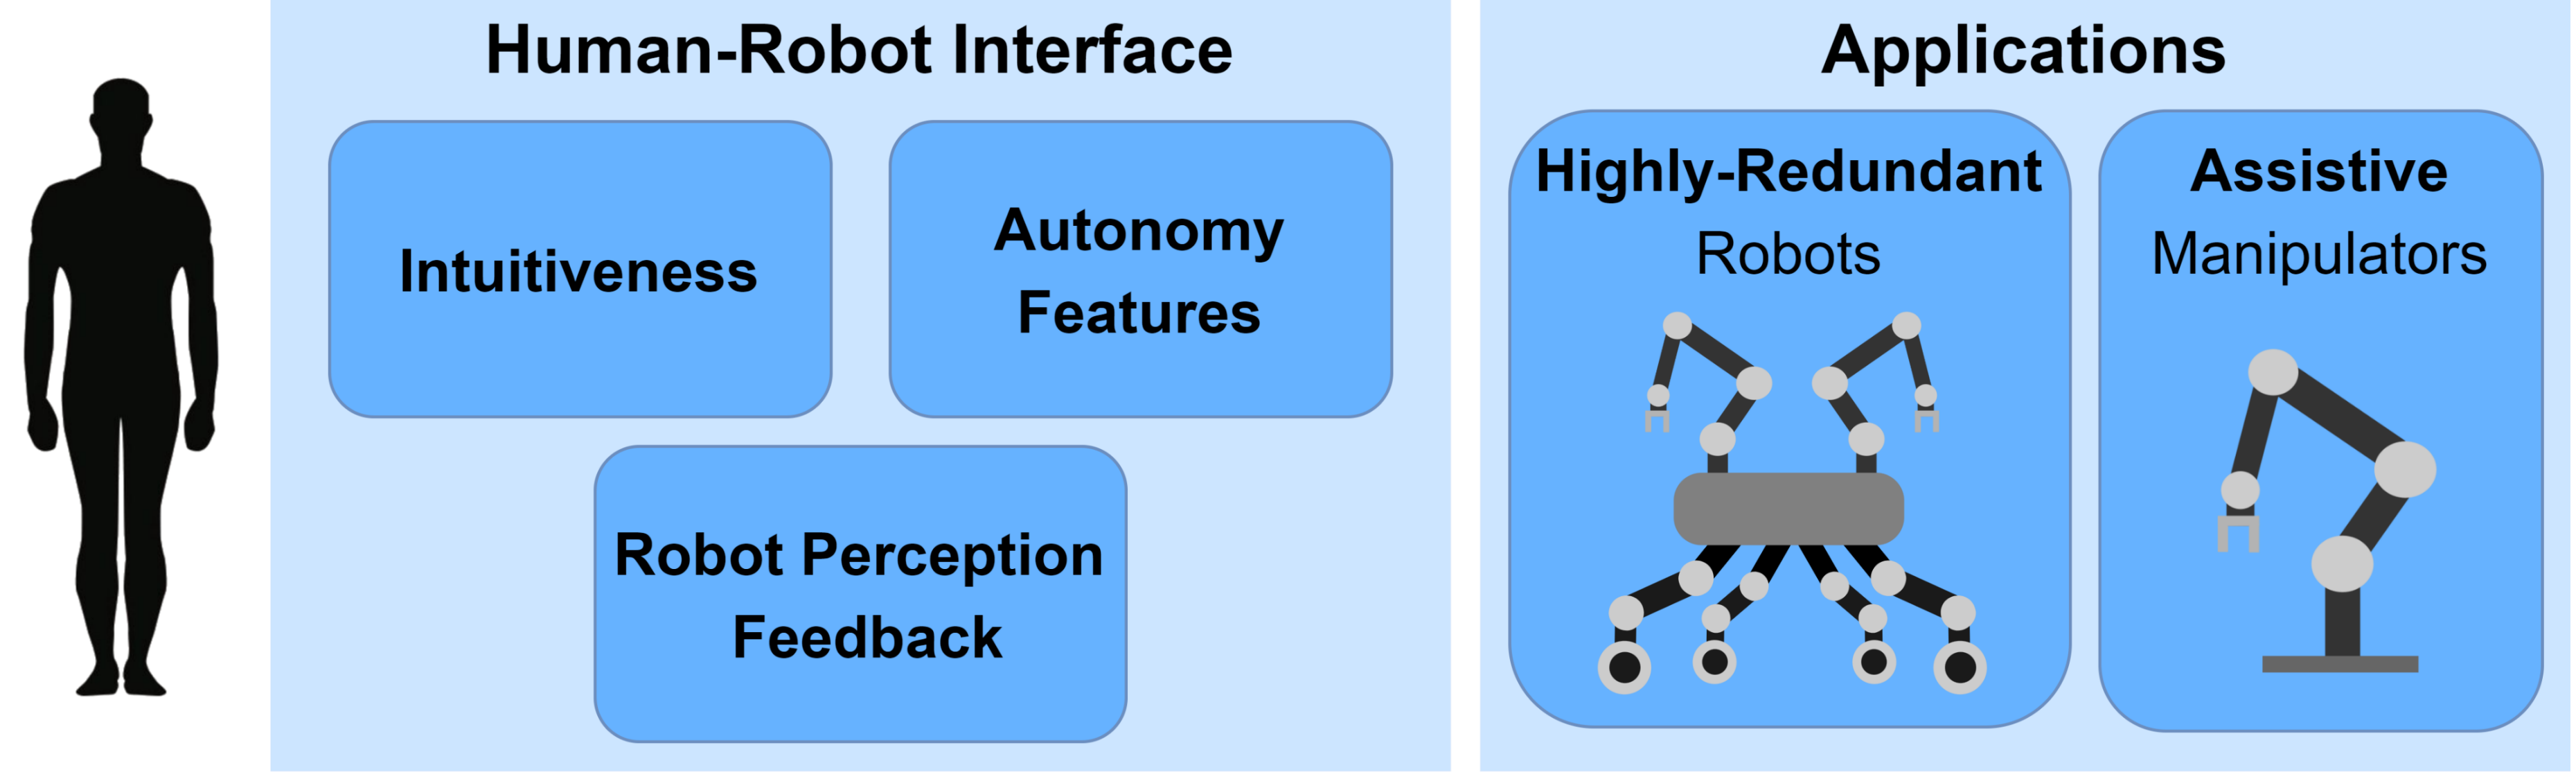 Human-Robot Interface
Intuitiveness
Autonomy
Features
Robot Perception
Feedback
Applications
Highly-Redundant
Robots
Assistive
Manipulators